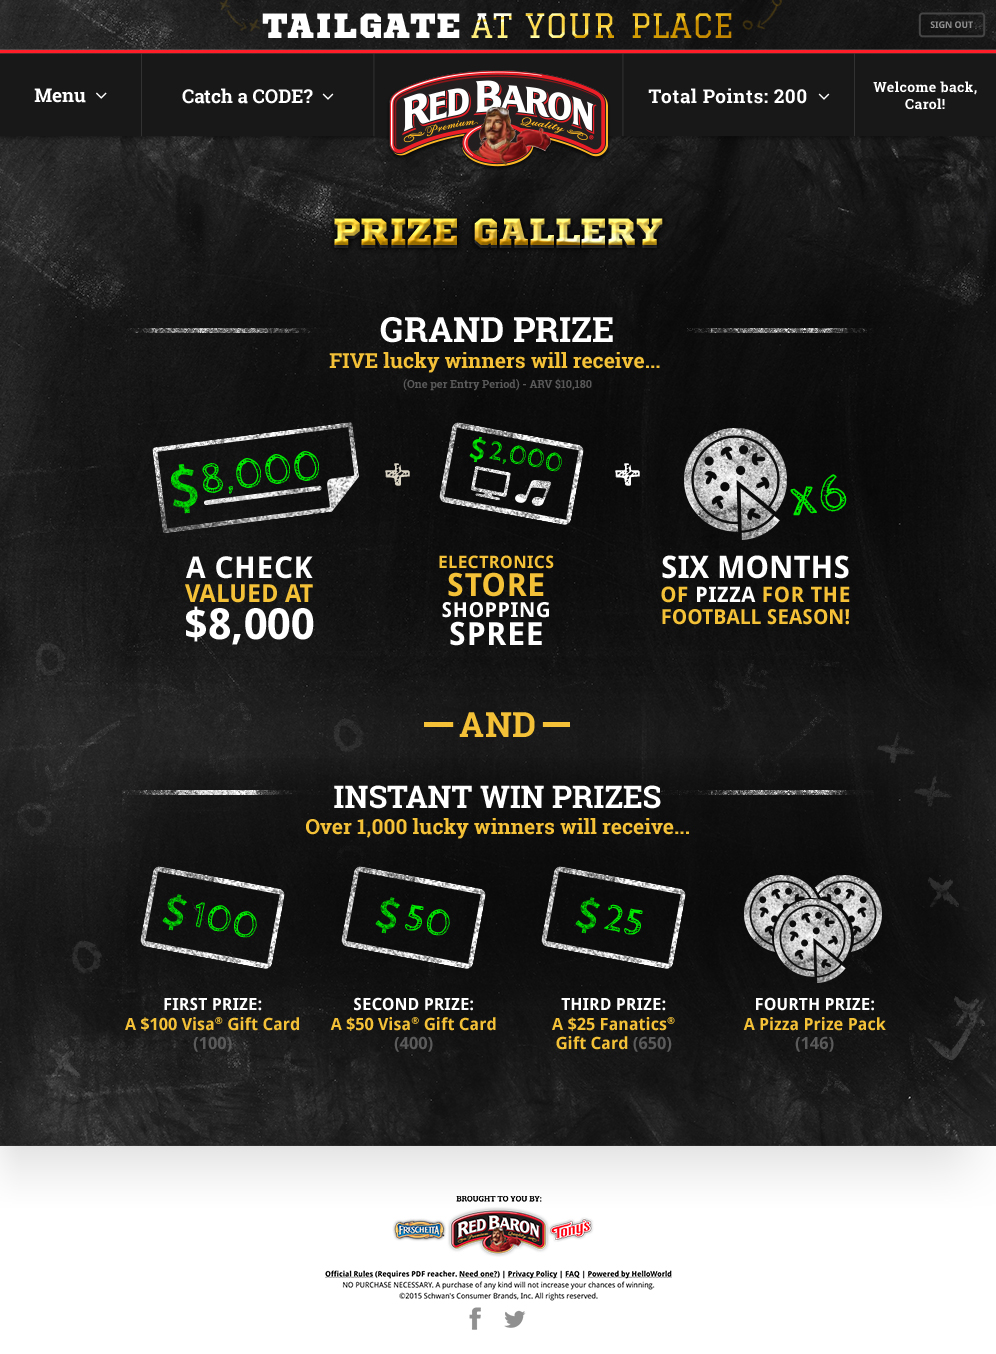 TAILGATE AT YOUR PLACE
SIGN OUT
Menu
Catch a CODE?
RED BARON
Premium Quality
Total Points: 200
Welcome back,
Carol!
PRIZE GALLERY
GRAND PRIZE
FIVE lucky winners will receive...
(One per Entry Period) - ARV $10,180
$8,000
$2,000
x6
A CHECK
VALUED AT
$8,000
ELECTRONICS
STORE
SHOPPING
SPREE
SIX MONTHS
OF PIZZA FOR THE
FOOTBALL SEASON!
AND
INSTANT WIN PRIZES
Over 1,000 lucky winners will receive...
$100
$50
$25
FIRST PRIZE:
A $100 Visa® Gift Card
(100)
SECOND PRIZE:
A $50 Visa® Gift Card
(400)
THIRD PRIZE:
A $25 Fanatics®
Gift Card (650)
FOURTH PRIZE:
A Pizza Prize Pack
(146)
BROUGHT TO YOU BY:
FRESCHETTA
RED BARON
Premium Quality
Tony's
Official Rules (Requires PDF reacher. Need one?) | Privacy Policy | FAQ | Powered by HelloWorld
NO PURCHASE NECESSARY. A purchase of any kind will not increase your chances of winning.
©2015 Schwan's Consumer Brands, Inc. All rights reserved.